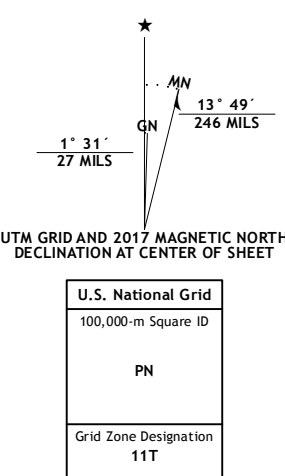 ★
MN
13° 49´
246 MILS
GN
1° 31´
27 MILS
UTM GRID AND 2017 MAGNETIC NORTH
DECLINATION AT CENTER OF SHEET
U.S. National Grid
100,000-m Square ID
PN
Grid Zone Designation
11T